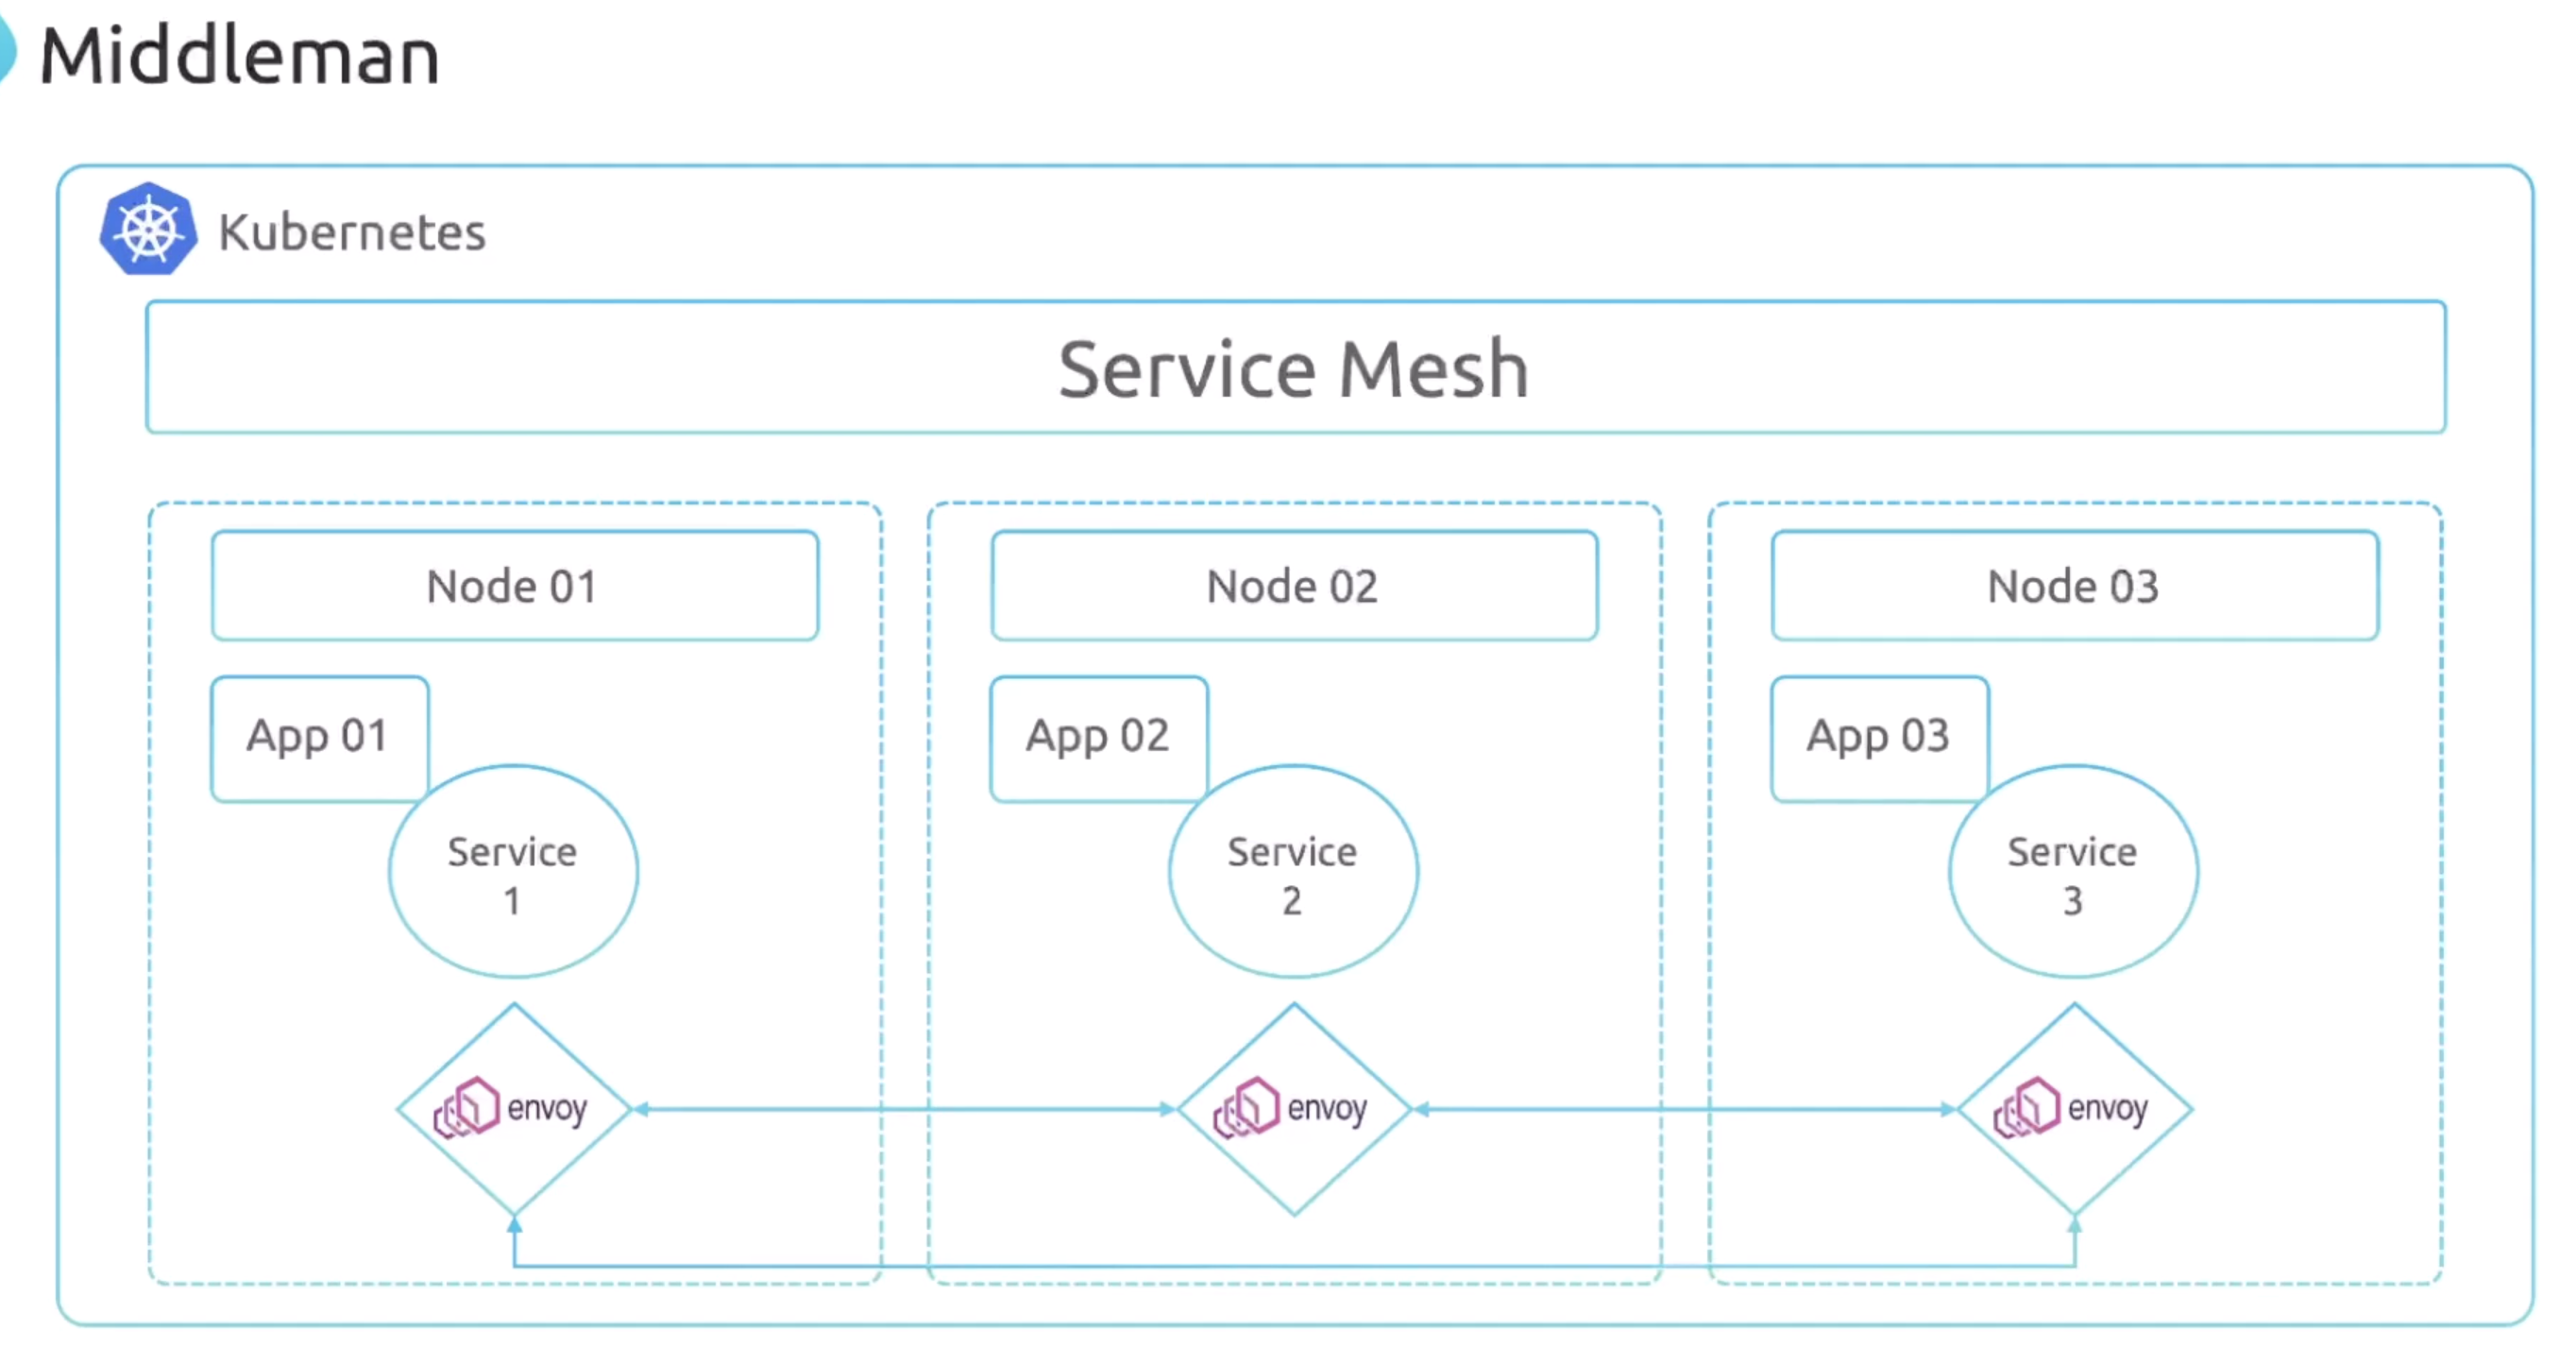 Middleman
Kubernetes
Service Mesh
Node 01
App 01
Service
1
envoy
Node 02
App 02
Service
2
envoy
Node 03
App 03
Service
3
envoy